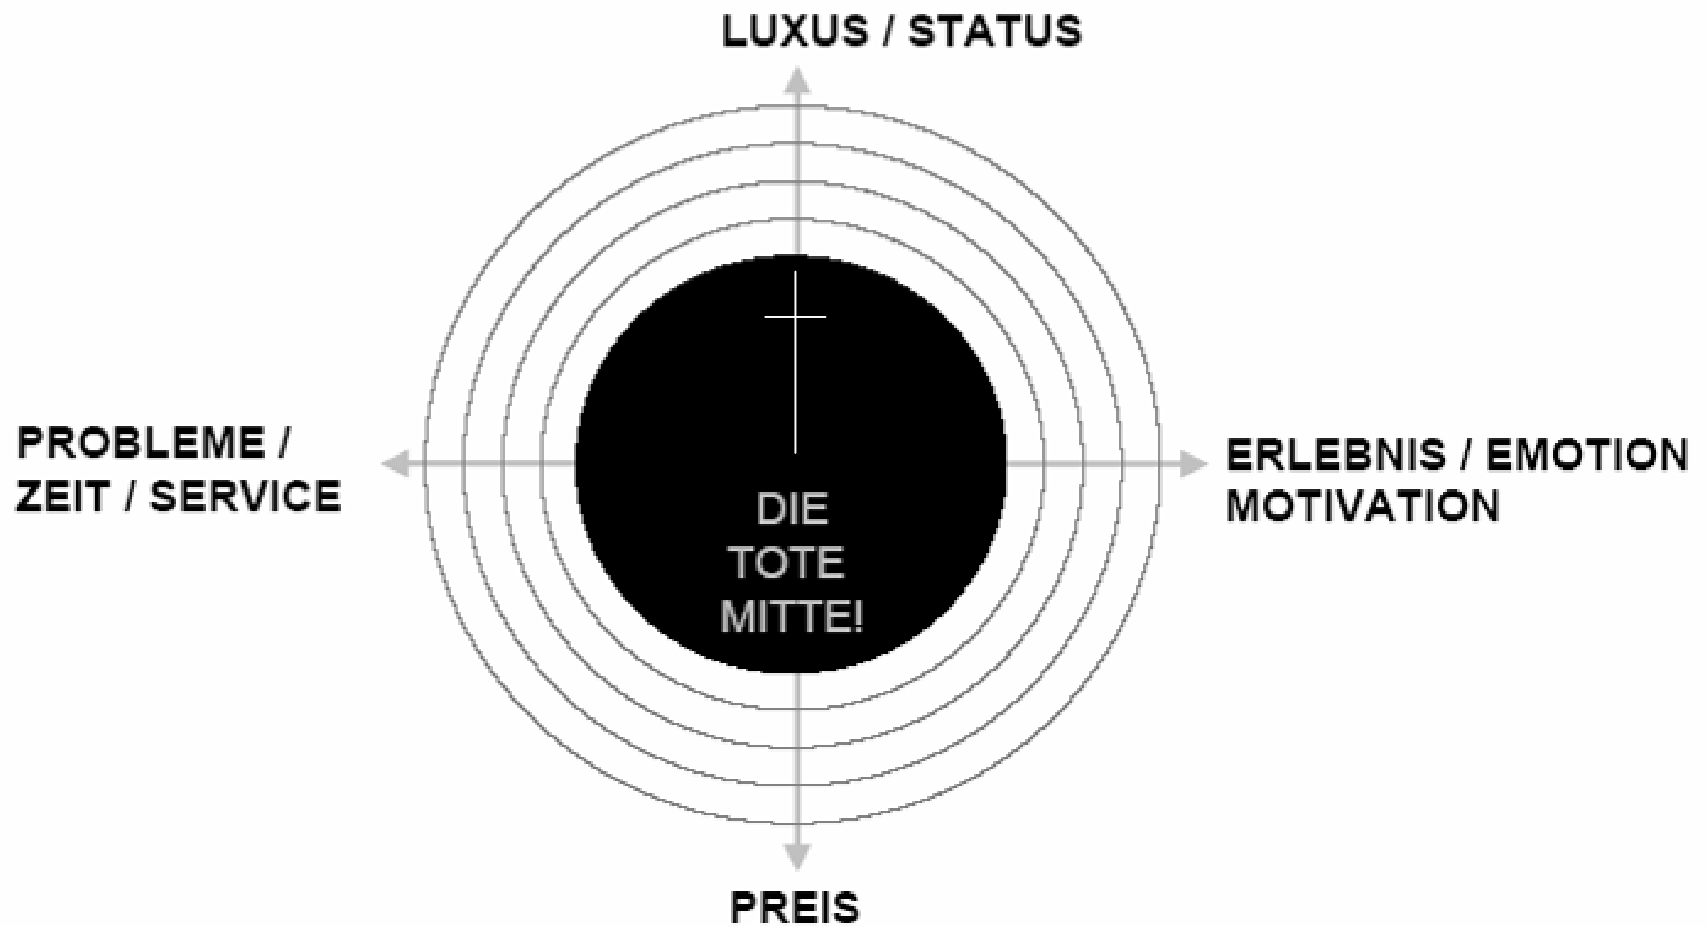 LUXUS / STATUS
PROBLEME /
ZEIT / SERVICE
ERLEBNIS / EMOTION
MOTIVATION
DIE
TOTE
MITTE!
PREIS